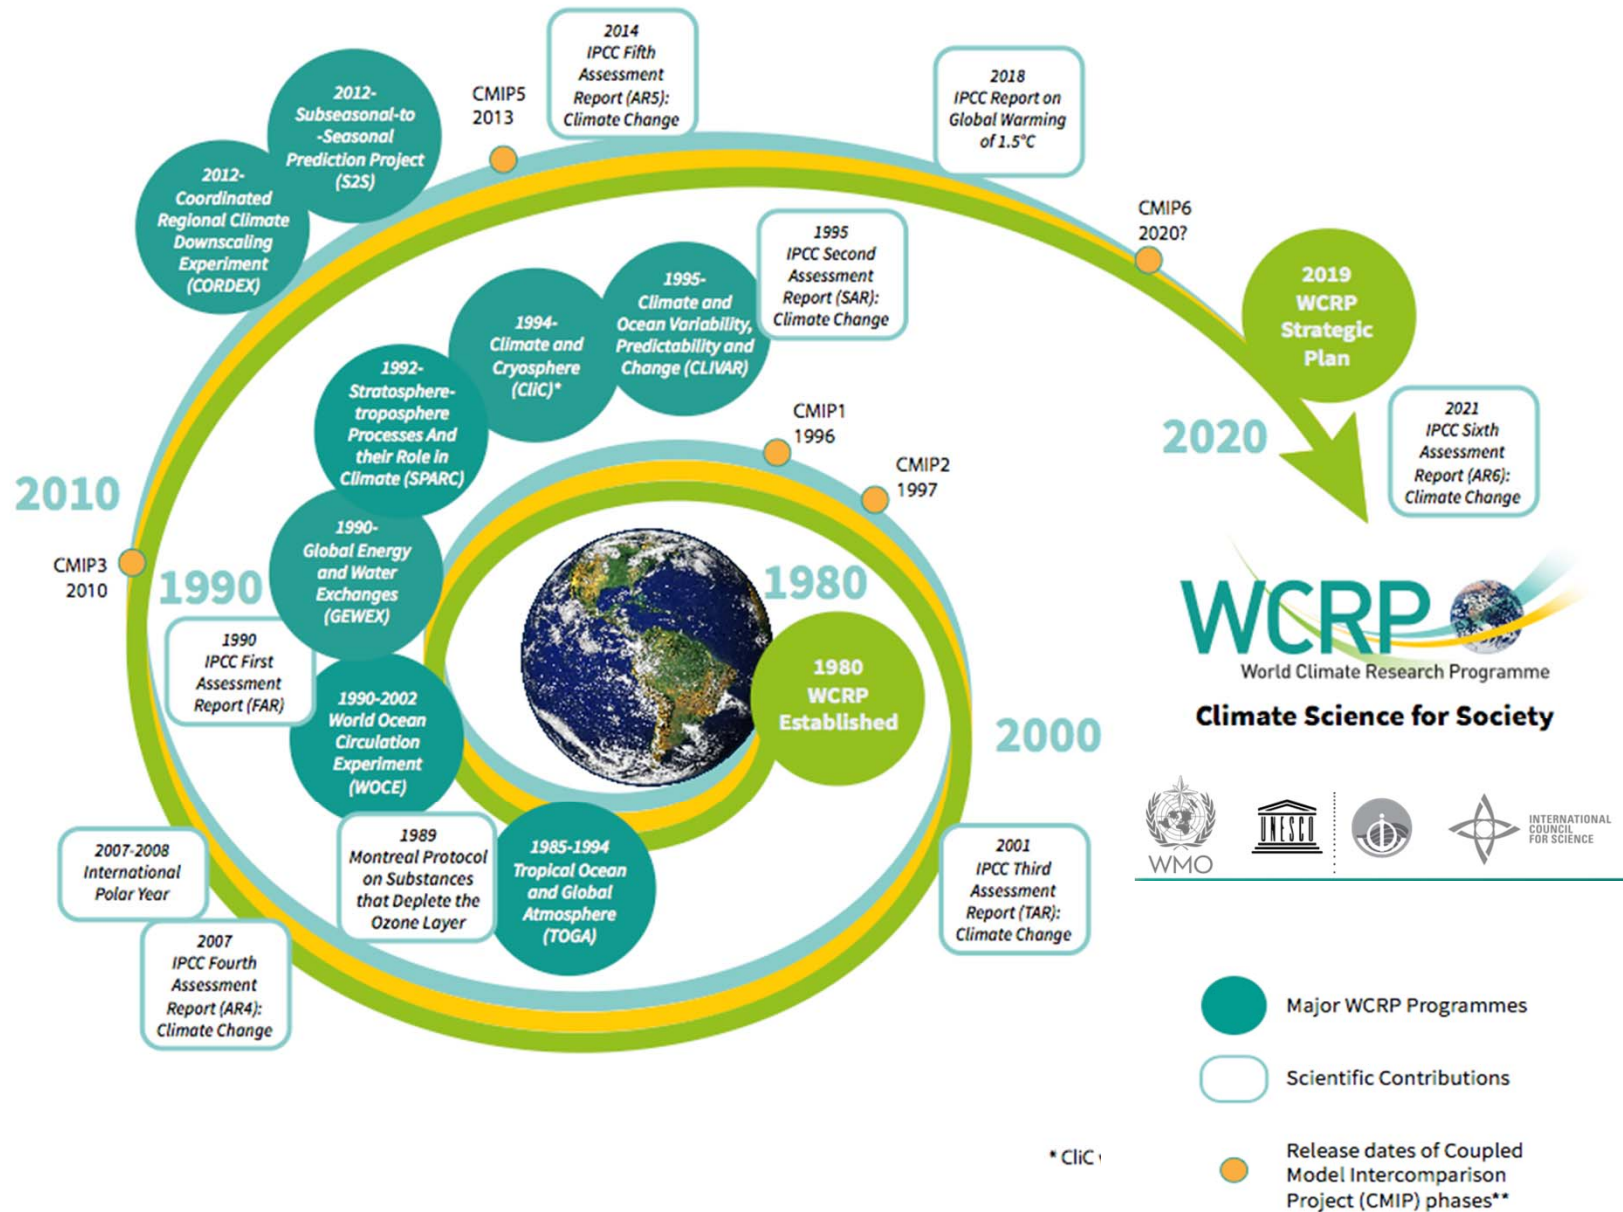 2014
IPCC Fifth
Assessment
Report (AR5):
Climate Change
2018
IPCC Report on
Global Warming
of 1.5°C
2012-
Subseasonal-to
-Seasonal
Prediction Project
(S2S)
CMIP5
2013
2012-
Coordinated
Regional Climate
Downscaling
Experiment
(CORDEX)
CMIP6
2020?
1995
IPCC Second
Assessment
Report (SAR):
Climate Change
2019
WCRP
Strategic
Plan
1995-
Climate and
Ocean Variability,
Predictability and
Change (CLIVAR)
1994-
Climate and
Cryosphere
(CliC)*
1992-
Stratosphere-
troposphere
Processes And
their Role in
Climate (SPARC)
CMIP1
1996
CMIP2
1997
2020
2021
IPCC Sixth
Assessment
Report (AR6):
Climate Change
2010
CMIP3
2010
1990
1990-
Global Energy
and Water
Exchanges
(GEWEX)
1980
1990
IPCC First
Assessment
Report (FAR)
1980
WCRP
Established
WCRP
World Climate Research Programme
Climate Science for Society
1990-2002
World Ocean
Circulation
Experiment
(WOCE)
2000
WMO
UNESCO
INTERNATIONAL
COUNCIL
FOR SCIENCE
1989
Montreal Protocol
on Substances
that Deplete the
Ozone Layer
1985-1994
Tropical Ocean
and Global
Atmosphere
(TOGA)
2001
IPCC Third
Assessment
Report (TAR):
Climate Change
2007-2008
International
Polar Year
2007
IPCC Fourth
Assessment
Report (AR4):
Climate Change
Major WCRP Programmes
Scientific Contributions
* CliC
Release dates of Coupled
Model Intercomparison
Project (CMIP) phases**